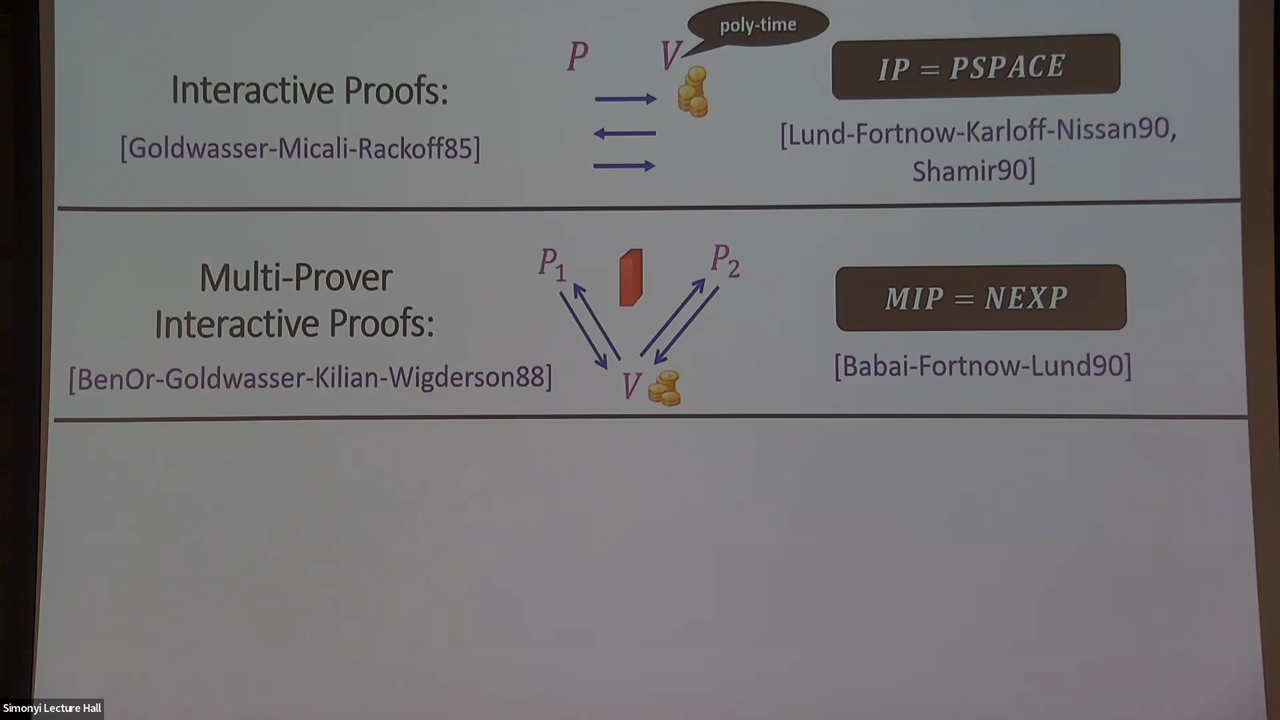 poly-time
P V
Interactive Proofs:
IP = PSPACE
[Goldwasser-Micali-Rackoff85]
[Lund-Fortnow-Karloff-Nissan90,
Shamir90]
Multi-Prover
Interactive Proofs:
P₁ P₂
MIP = NEXP
[BenOr-Goldwasser-Kilian-Wigderson88]
V
[Babai-Fortnow-Lund90]
Simonyi Lecture Hall